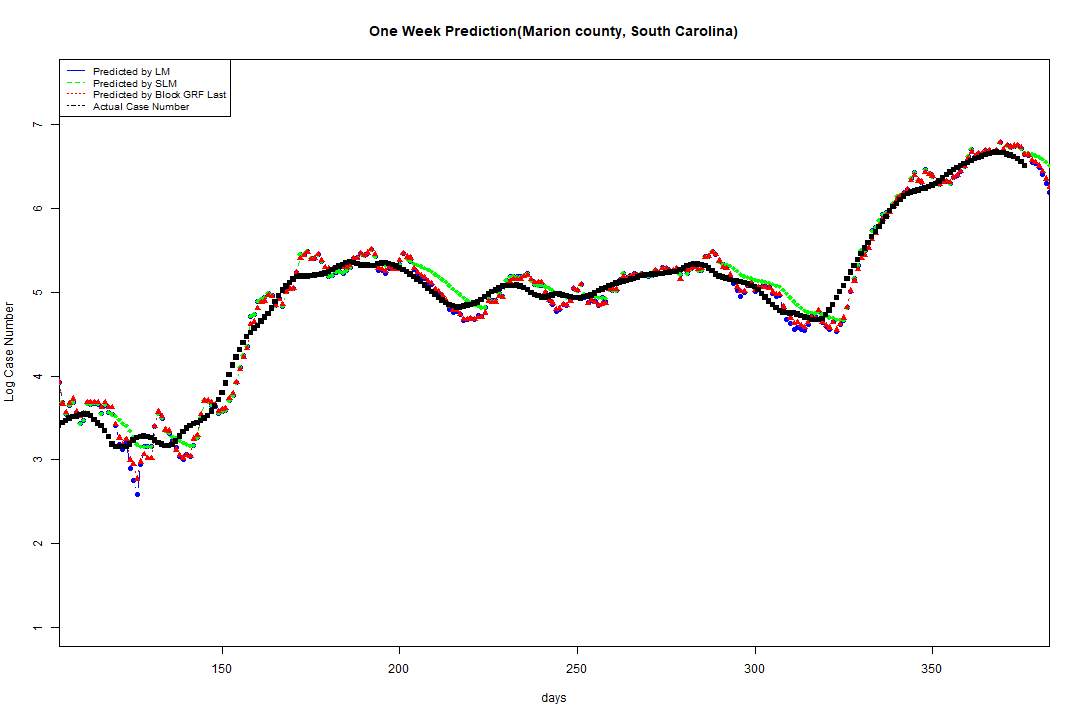 One Week Prediction(Marion county, South Carolina)
Predicted by LM
Predicted by SLM
Predicted by Block GRF Last
Actual Case Number
Log Case Number
7
6
5
4
3
2
1
150 200 250 300 350
days